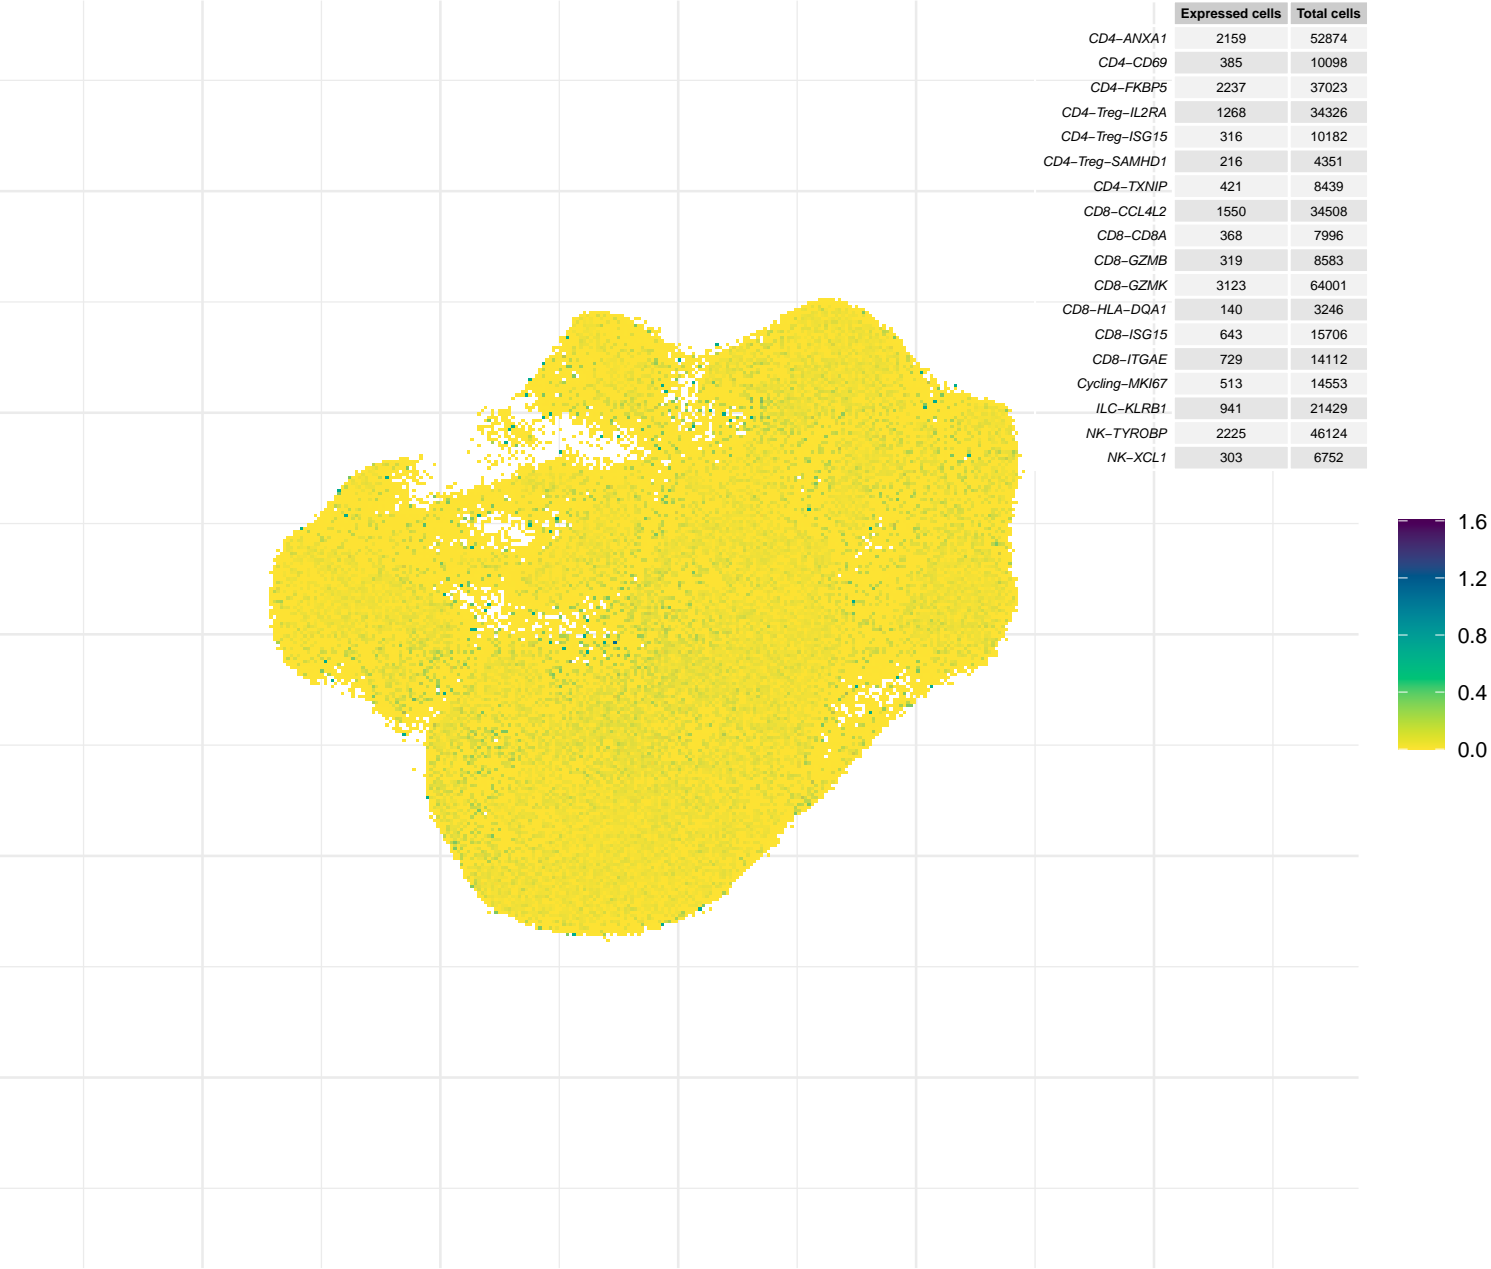 Expressed cells Total cells
CD4−ANXA1 2159 52874
CD4−CD69 385 10098
CD4−FKBP5 2237 37023
CD4−Treg−IL2RA 1268 34326
CD4−Treg−ISG15 316 10182
CD4−Treg−SAMHD1 216 4351
CD4−TXNIP 421 8439
CD8−CCL4L2 1550 34508
CD8−CD8A 368 7996
CD8−GZMB 319 8583
CD8−GZMK 3123 64001
CD8−HLA−DQA1 140 3246
CD8−ISG15 643 15706
CD8−ITGAE 729 14112
Cycling−MKI67 513 14553
ILC−KLRB1 941 21429
NK−TYROBP 2225 46124
NK−XCL1 303 6752
1.6
1.2
0.8
0.4
0.0